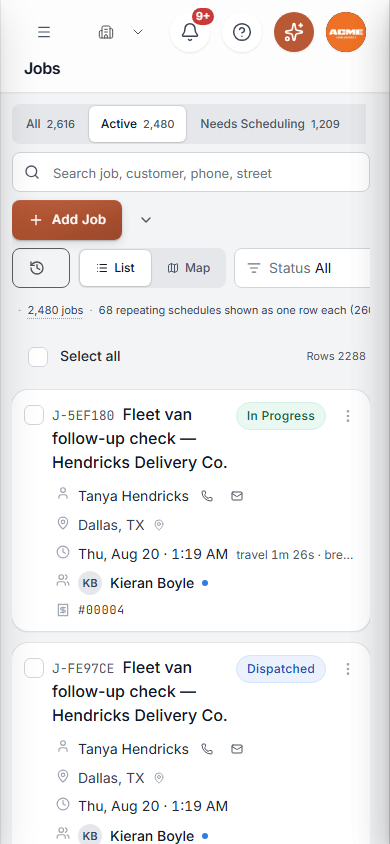 9+
ACME
Jobs
All 2,616 Active 2,480 Needs Scheduling 1,209
Search job, customer, phone, street
+ Add Job
List Map Status All
· 2,480 jobs · 68 repeating schedules shown as one row each (260
Select all Rows 2288
J-5EF180 Fleet van In Progress
follow-up check —
Hendricks Delivery Co.
Tanya Hendricks
Dallas, TX
Thu, Aug 20 · 1:19 AM travel 1m 26s · bre...
KB Kieran Boyle
#00004
J-FE97CE Fleet van Dispatched
follow-up check —
Hendricks Delivery Co.
Tanya Hendricks
Dallas, TX
Thu, Aug 20 · 1:19 AM
KB Kieran Boyle